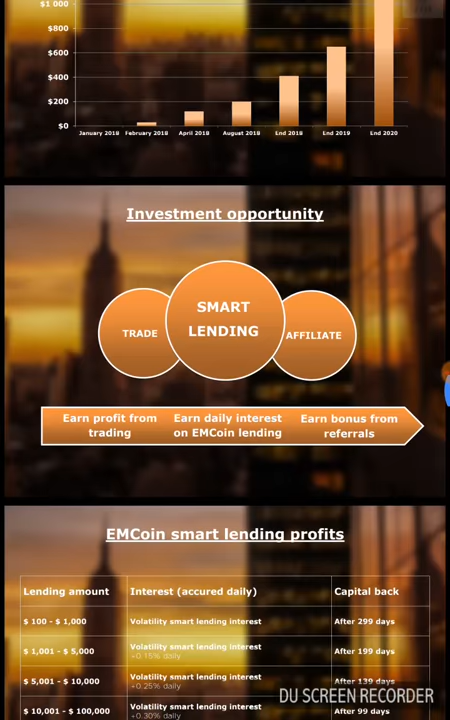 $1 000
$800
$600
$400
$200
$0
January 2018 February 2018 April 2018 August 2018 End 2018 End 2019 End 2020
Investment opportunity
TRADE
SMART
LENDING
AFFILIATE
Earn profit from
trading
Earn daily interest
on EMCoin lending
Earn bonus from
referrals
EMCoin smart lending profits
Lending amount Interest (accured daily) Capital back
$ 100 - $ 1,000 Volatility smart lending interest After 299 days
$ 1,001 - $ 5,000 Volatility smart lending interest After 199 days
+0.15% daily
$ 5,001 - $ 10,000 Volatility smart lending interest After 139 days
+0.25% daily
$ 10,001 - $ 100,000 Volatility smart lending interest After 99 days
+0.30% daily
DU SCREEN RECORDER